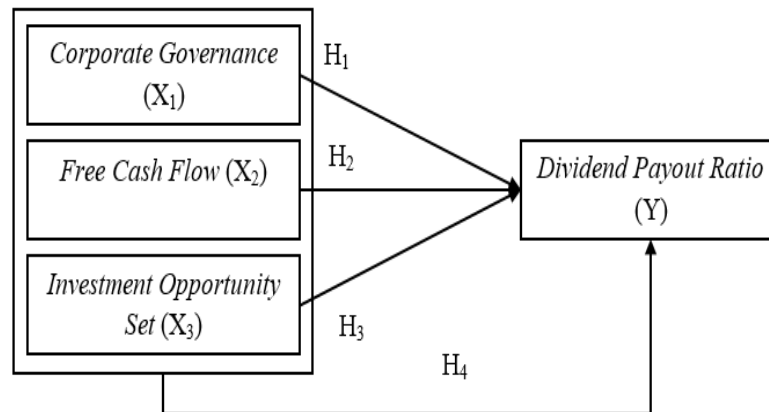 Corporate Governance
(X₁)
H₁
Free Cash Flow (X₂)
H₂
Dividend Payout Ratio
(Y)
Investment Opportunity
Set (X₃)
H₃
H₄